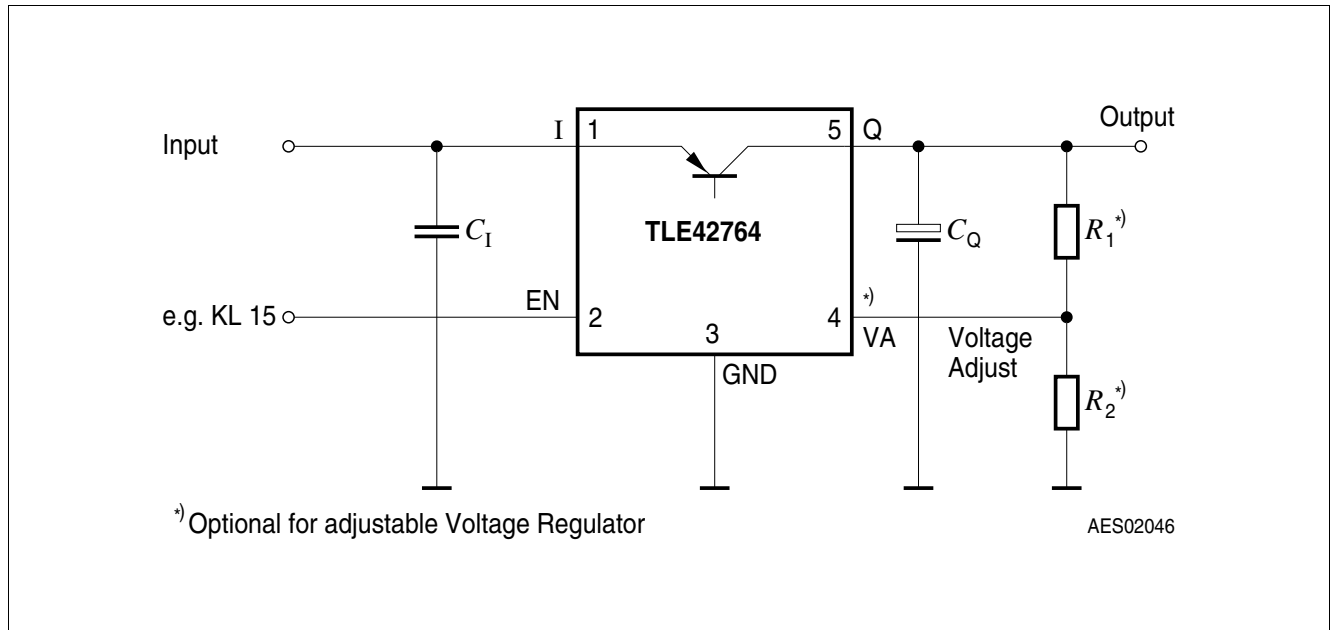 Output
I 1 5 Q
Input
TLE42764
C_I
C_Q
R_1 *)
EN
*)
e.g. KL 15
2
4
3
VA
Voltage
Adjust
GND
R_2 *)
*) Optional for adjustable Voltage Regulator
AES02046